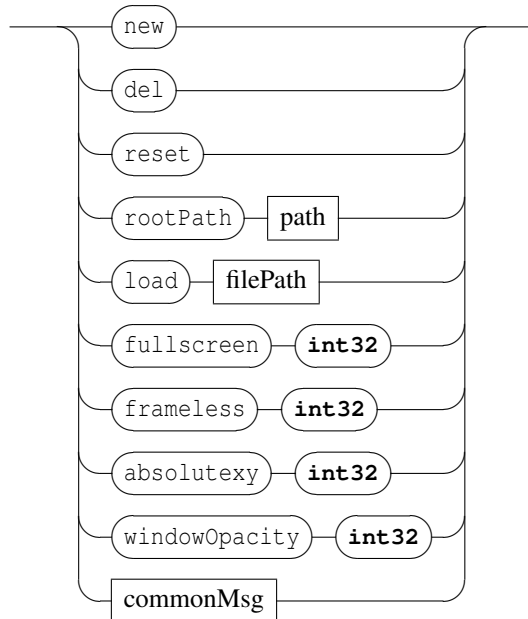 new
del
reset
rootPath path
load filePath
fullscreen int32
frameless int32
absolutexy int32
windowOpacity int32
commonMsg